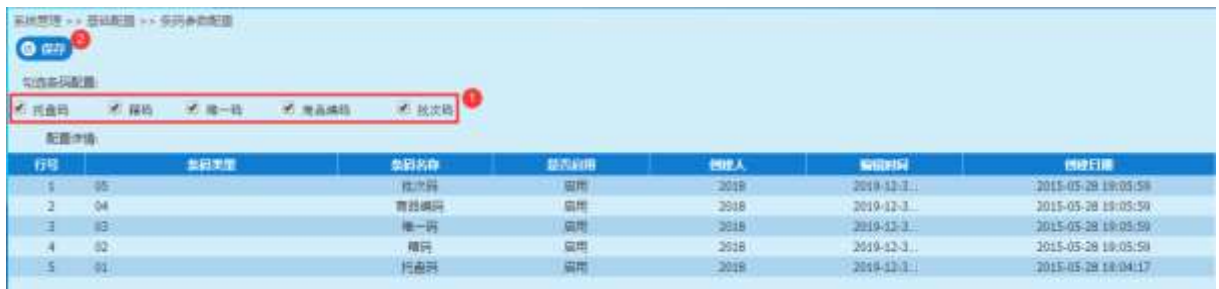 系统管理 >> 基础配置 >> 条码参数配置
保存 2
勾选条码配置:
托盘码 箱码 唯一码 商品编码 批次码 1
配置详情:
行号 条码类型 条码名称 是否启用 创建人 编辑时间 创建日期
1 05 批次码 启用 2018 2019-12-3... 2015-05-28 19:05:59
2 04 商品编码 启用 2018 2019-12-3... 2015-05-28 19:05:59
3 03 唯一码 启用 2018 2019-12-3... 2015-05-28 19:05:59
4 02 箱码 启用 2018 2019-12-3... 2015-05-28 19:05:59
5 01 托盘码 启用 2018 2019-12-3... 2015-05-28 19:04:17